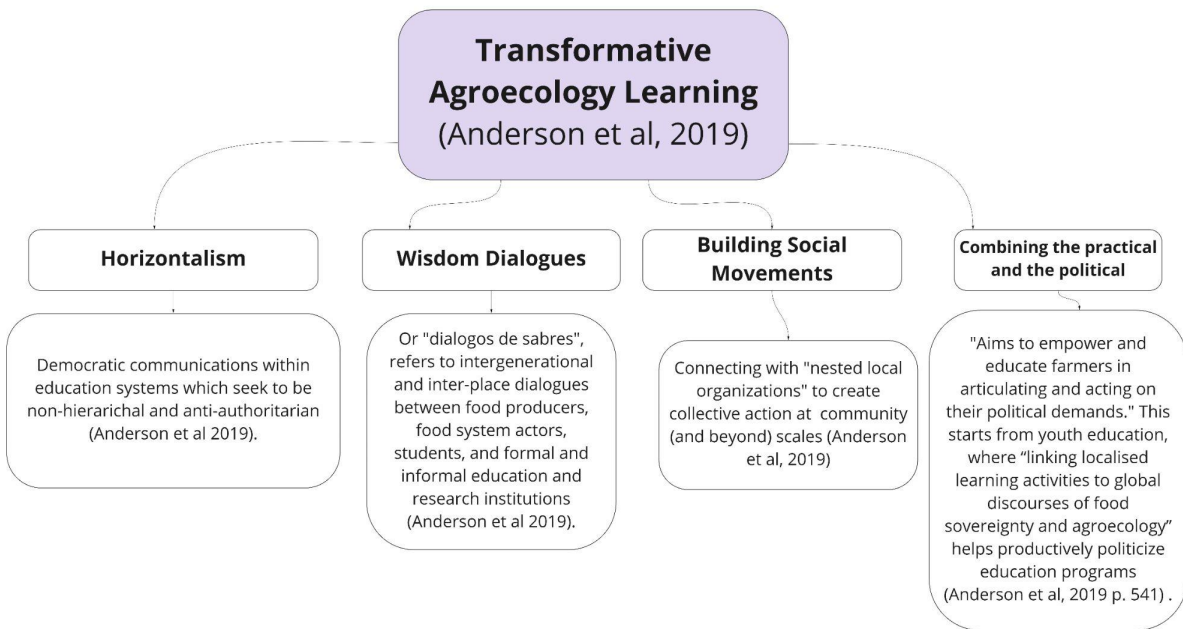 Transformative
Agroecology Learning
(Anderson et al, 2019)
Horizontalism
Democratic communications within
education systems which seek to be
non-hierarichal and anti-authoritarian
(Anderson et al 2019).
Wisdom Dialogues
Or "dialogos de sabres",
refers to intergenerational
and inter-place dialogues
between food producers,
food system actors,
students, and formal and
informal education and
research institutions
(Anderson et al 2019).
Building Social
Movements
Connecting with "nested local
organizations" to create
collective action at  community
(and beyond) scales (Anderson
et al, 2019)
Combining the practical
and the political
"Aims to empower and
educate farmers in
articulating and acting on
their political demands." This
starts from youth education,
where “linking localised
learning activities to global
discourses of food
sovereignty and agroecology”
helps productively politicize
education programs
(Anderson et al, 2019 p. 541) .